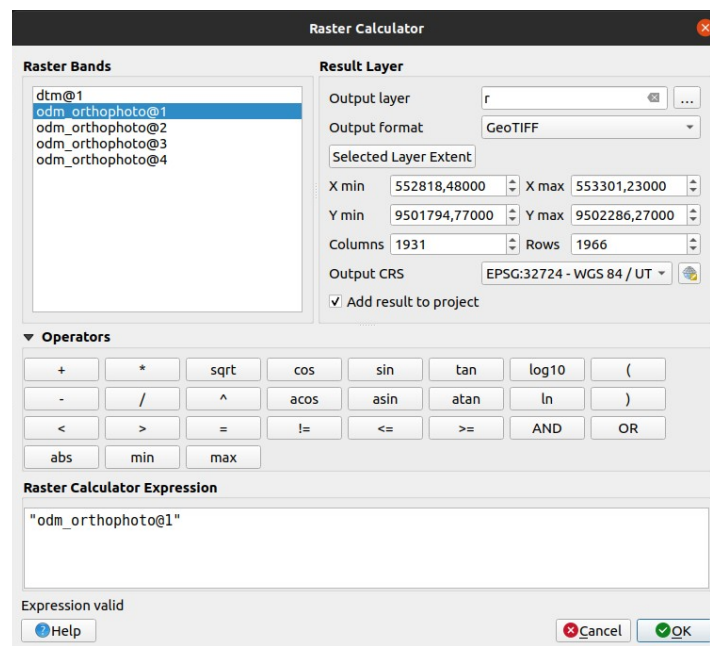 Raster Calculator
Raster Bands
dtm@1
odm_orthophoto@1
odm_orthophoto@2
odm_orthophoto@3
odm_orthophoto@4
Result Layer
Output layer r ...
Output format GeoTIFF
Selected Layer Extent
X min 552818,48000 X max 553301,23000
Y min 9501794,77000 Y max 9502286,27000
Columns 1931 Rows 1966
Output CRS EPSG:32724 - WGS 84 / UT
Add result to project
Operators
+ * sqrt cos sin tan log10 (
- / ^ acos asin atan ln )
< > = != <= >= AND OR
abs min max
Raster Calculator Expression
"odm_orthophoto@1"
Expression valid
Help Cancel OK